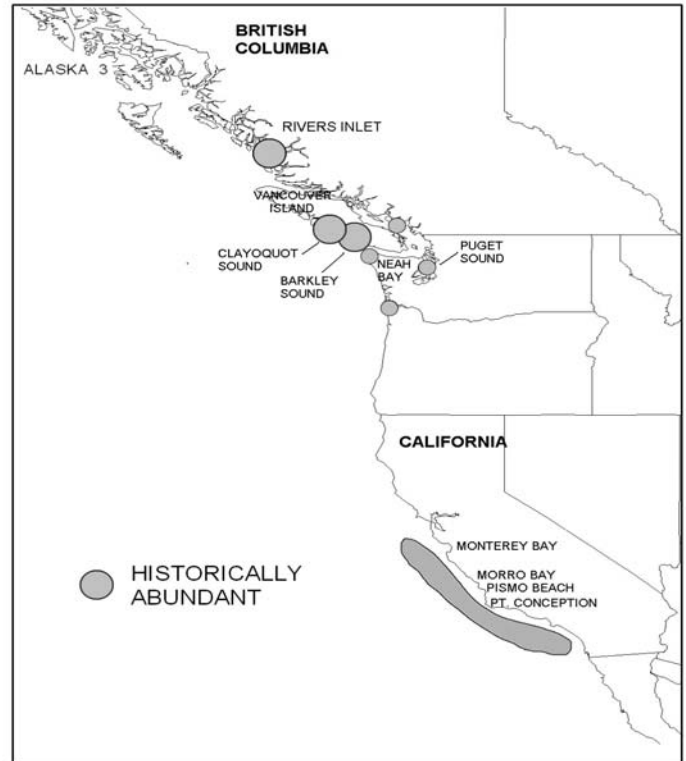 BRITISH
COLUMBIA
ALASKA 3
RIVERS INLET
VANCOUVER
ISLAND
CLAYOQUOT
SOUND
BARKLEY
SOUND
NEAH
BAY
PUGET
SOUND
CALIFORNIA
MONTEREY BAY
MORRO BAY
PISMO BEACH
PT. CONCEPTION
HISTORICALLY
ABUNDANT